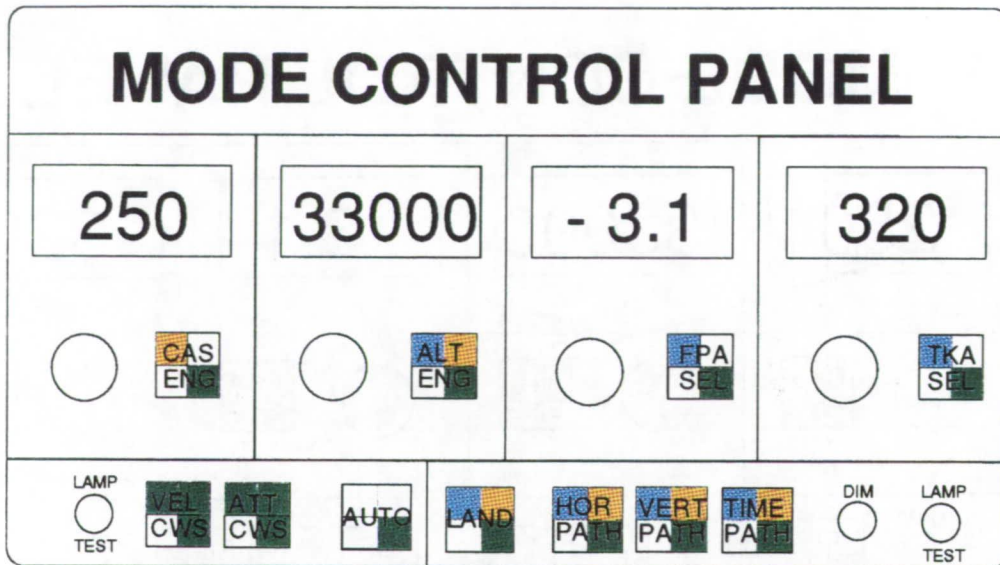 MODE CONTROL PANEL
250 33000 - 3.1 320
CAS ALT FPA TKA
ENG ENG SEL SEL
LAMP
TEST
VEL ATT
CWS CWS
AUTO
LAND
HOR VERT TIME
PATH PATH PATH
DIM
LAMP
TEST